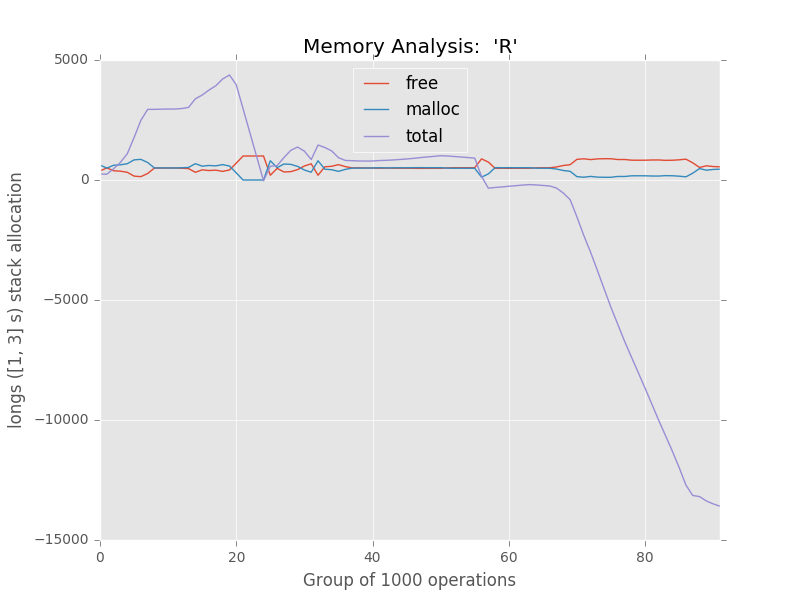 Memory Analysis:  'R'
free
malloc
total
5000
0
−5000
−10000
−15000
0 20 40 60 80
longs ([1, 3] s) stack allocation
Group of 1000 operations